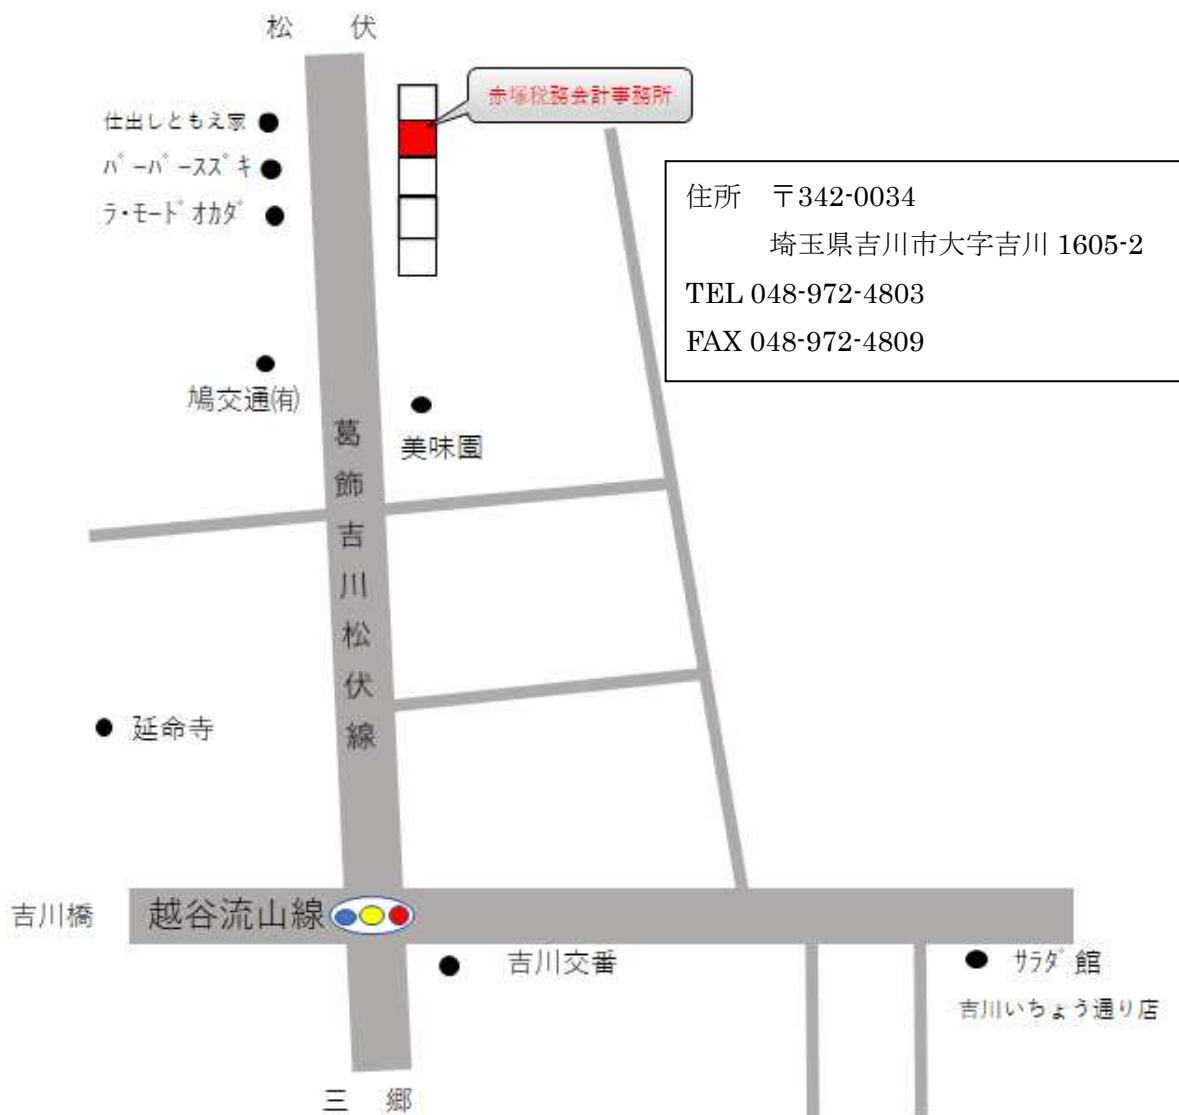 松 伏
赤塚税務会計事務所
仕出しともえ家
ﾊﾞｰﾊﾞｰｽｽﾞｷ
ラ・ﾓｰﾄﾞｵｶﾀﾞ
住所 〒342-0034
埼玉県吉川市大字吉川 1605-2
TEL 048-972-4803
FAX 048-972-4809
鳩交通㈲
美味園
葛飾吉川松伏線
延命寺
吉川橋
越谷流山線
吉川交番
ｻﾗﾀﾞ館
吉川いちょう通り店
三 郷